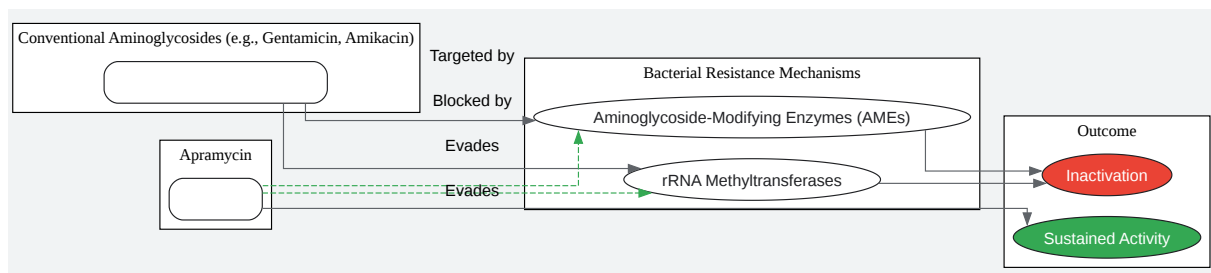 Conventional Aminoglycosides (e.g., Gentamicin, Amikacin)
Targeted by
Blocked by
Evades
Evades
Apramycin
Bacterial Resistance Mechanisms
Aminoglycoside-Modifying Enzymes (AMEs)
rRNA Methyltransferases
Outcome
Inactivation
Sustained Activity